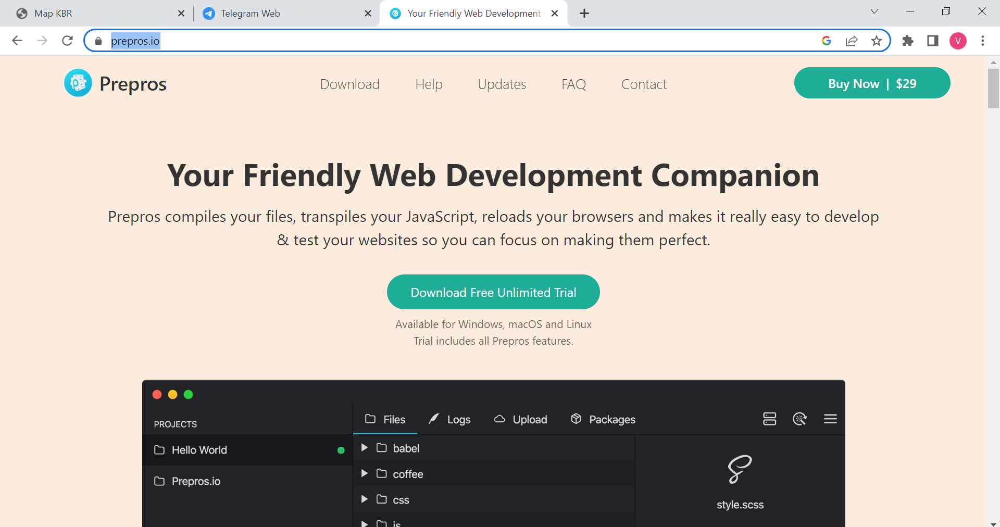 Map KBR
Telegram Web
Your Friendly Web Development
prepros.io
V
Prepros
Download
Help
Updates
FAQ
Contact
Buy Now | $29
Your Friendly Web Development Companion
Prepros compiles your files, transpiles your JavaScript, reloads your browsers and makes it really easy to develop
& test your websites so you can focus on making them perfect.
Download Free Unlimited Trial
Available for Windows, macOS and Linux
Trial includes all Prepros features.
PROJECTS
Hello World
Prepros.io
Files
Logs
Upload
Packages
babel
coffee
css
js
style.scss